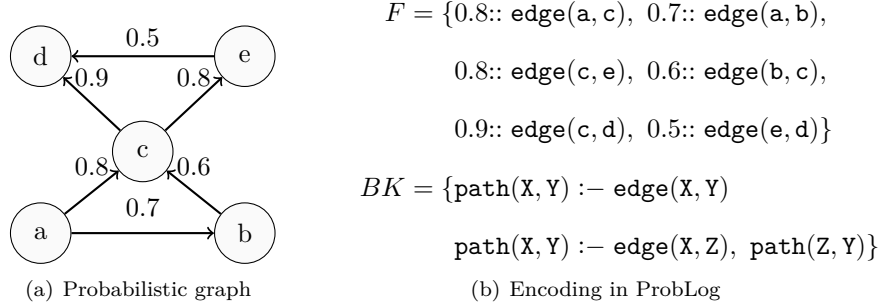 d
0.5
e
0.9
0.8
c
0.8
0.6
a
0.7
b
(a) Probabilistic graph
F = {0.8:: edge(a, c), 0.7:: edge(a, b),
0.8:: edge(c, e), 0.6:: edge(b, c),
0.9:: edge(c, d), 0.5:: edge(e, d)}
BK = {path(X, Y) :− edge(X, Y)
path(X, Y) :− edge(X, Z), path(Z, Y)}
(b) Encoding in ProbLog